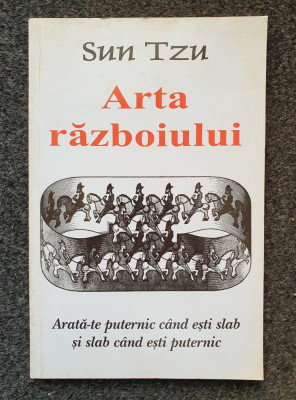 Sun Tzu
Arta
războiului
Arată-te puternic când ești slab
și slab când ești puternic